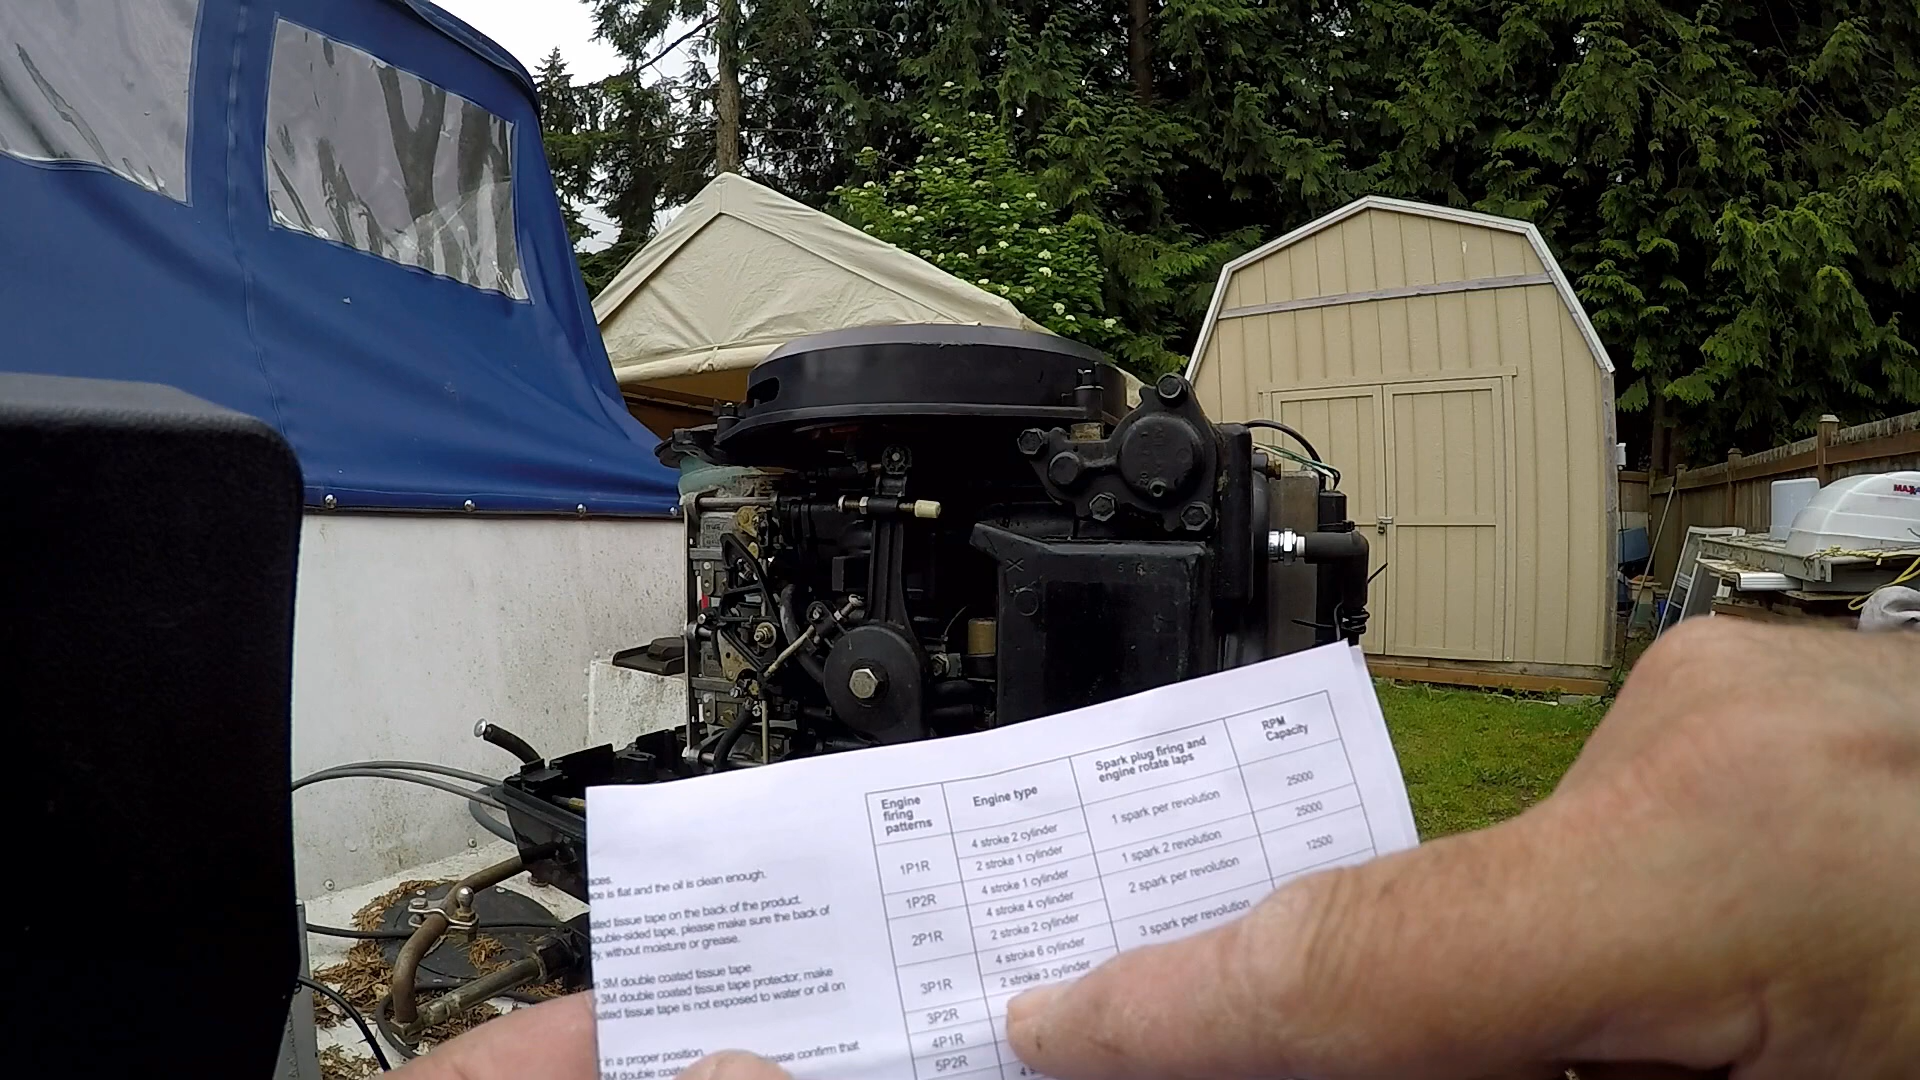 Engine firing patterns
Engine type
Spark plug firing and engine rotate laps
RPM Capacity
1P1R
4 stroke 2 cylinder
2 stroke 1 cylinder
1 spark per revolution
25000
1P2R
4 stroke 1 cylinder
1 spark 2 revolution
25000
2P1R
4 stroke 4 cylinder
2 stroke 2 cylinder
2 spark per revolution
12500
3P1R
4 stroke 6 cylinder
2 stroke 3 cylinder
3 spark per revolution
3P2R
4P1R
5P2R
4
aces.
ace is flat and the oil is clean enough.
ated tissue tape on the back of the product.
double-sided tape, please make sure the back of
y, without moisture or grease.
3M double coated tissue tape.
3M double coated tissue tape protector, make
ated tissue tape is not exposed to water or oil on
r in a proper position.
ease confirm that
M double coat
X